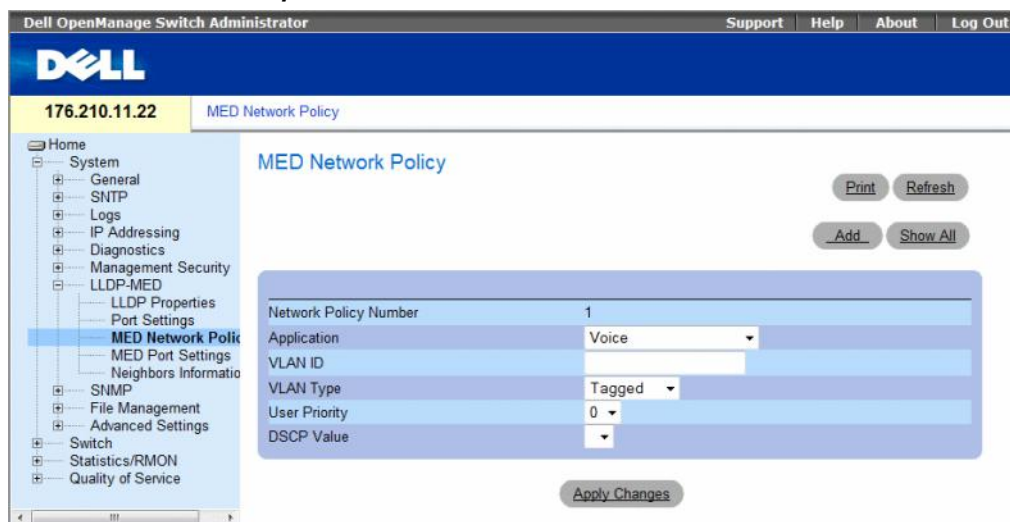 Dell OpenManage Switch Administrator Support Help About Log Out
DELL
176.210.11.22 MED Network Policy
Home
System
General
SNTP
Logs
IP Addressing
Diagnostics
Management Security
LLDP-MED
LLDP Properties
Port Settings
MED Network Polic
MED Port Settings
Neighbors Informatio
SNMP
File Management
Advanced Settings
Switch
Statistics/RMON
Quality of Service
MED Network Policy
Print Refresh
Add Show All
Network Policy Number 1
Application Voice
VLAN ID
VLAN Type Tagged
User Priority 0
DSCP Value
Apply Changes